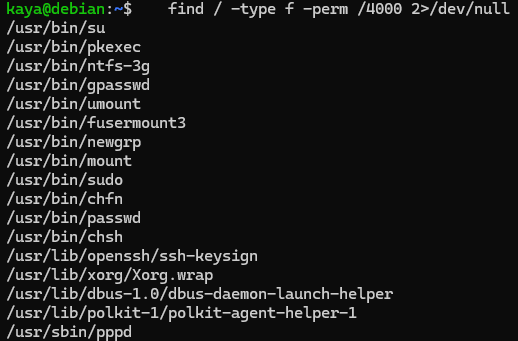 kaya@debian:~$    find / -type f -perm /4000 2>/dev/null
/usr/bin/su
/usr/bin/pkexec
/usr/bin/ntfs-3g
/usr/bin/gpasswd
/usr/bin/umount
/usr/bin/fusermount3
/usr/bin/newgrp
/usr/bin/mount
/usr/bin/sudo
/usr/bin/chfn
/usr/bin/passwd
/usr/bin/chsh
/usr/lib/openssh/ssh-keysign
/usr/lib/xorg/Xorg.wrap
/usr/lib/dbus-1.0/dbus-daemon-launch-helper
/usr/lib/polkit-1/polkit-agent-helper-1
/usr/sbin/pppd